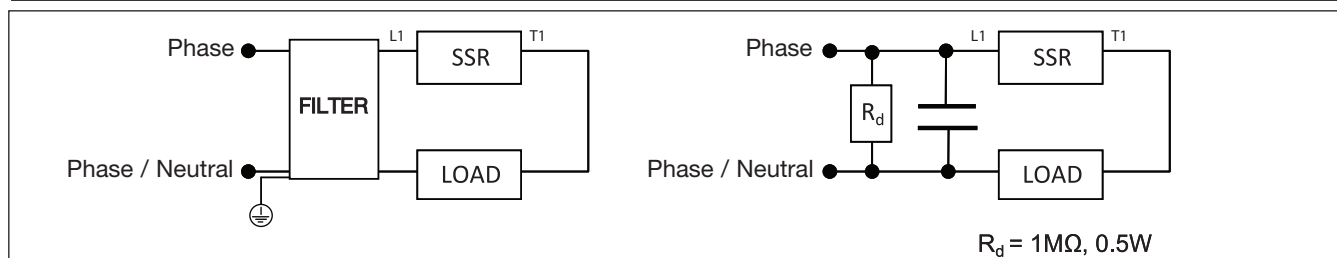 Phase
L1
SSR
T1
FILTER
Phase / Neutral
LOAD
Phase
L1
SSR
T1
Rd
Phase / Neutral
LOAD
Rd = 1MΩ, 0.5W